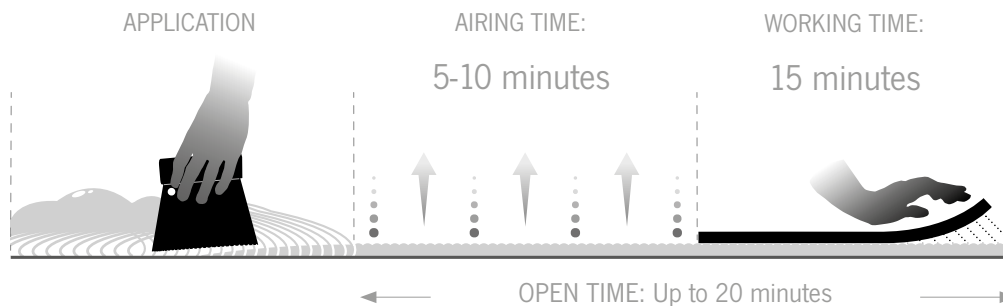 APPLICATION
AIRING TIME:
5-10 minutes
WORKING TIME:
15 minutes
OPEN TIME: Up to 20 minutes